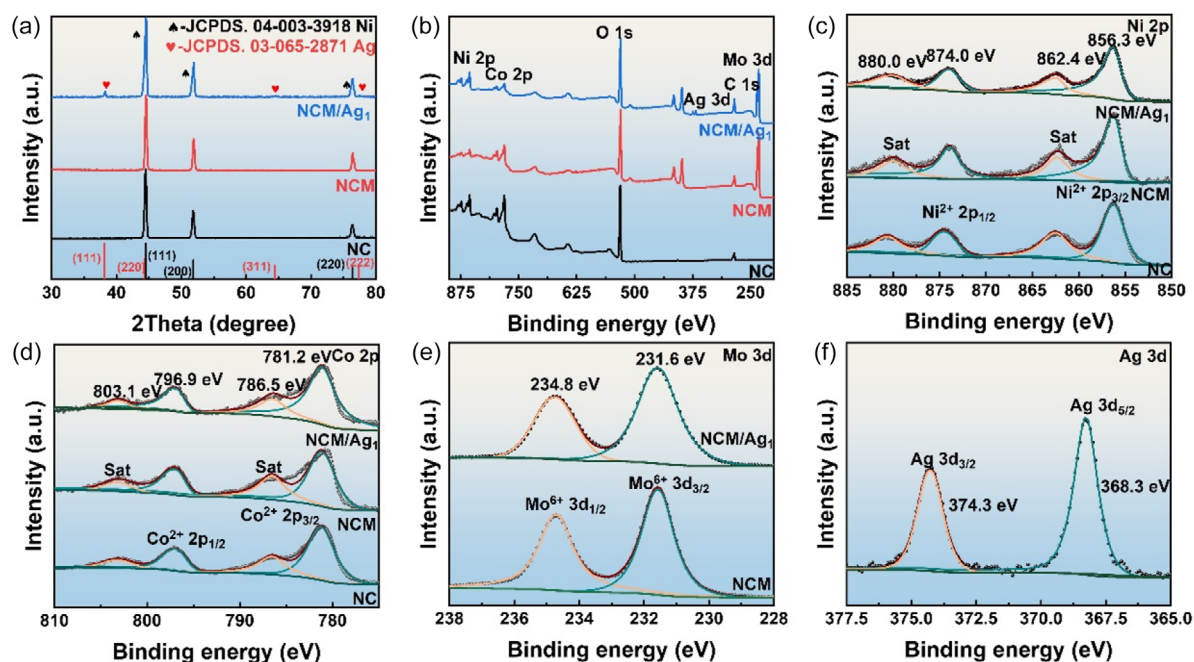 (a)
♠-JCPDS. 04-003-3918 Ni
♥-JCPDS. 03-065-2871 Ag
NCM/Ag1
NCM
NC
(111)
(220)
(111)
(200)
(311)
(220)
(222)
30 40 50 60 70 80
2Theta (degree)
Intensity (a.u.)
(b)
O 1s
Ni 2p
Co 2p
Mo 3d
C 1s
Ag 3d
NCM/Ag1
NCM
NC
875 750 625 500 375 250
Binding energy (eV)
Intensity (a.u.)
(c)
Ni 2p
880.0 eV
874.0 eV
862.4 eV
856.3 eV
NCM/Ag1
Sat
Sat
NCM
Ni2+ 2p1/2
Ni2+ 2p3/2
NC
885 880 875 870 865 860 855 850
Binding energy (eV)
Intensity (a.u.)
(d)
Co 2p
803.1 eV
796.9 eV
786.5 eV
781.2 eV
NCM/Ag1
Sat
Sat
NCM
Co2+ 2p1/2
Co2+ 2p3/2
NC
810 800 790 780
Binding energy (eV)
Intensity (a.u.)
(e)
Mo 3d
234.8 eV
231.6 eV
NCM/Ag1
Mo6+ 3d1/2
Mo6+ 3d3/2
NCM
238 236 234 232 230 228
Binding energy (eV)
Intensity (a.u.)
(f)
Ag 3d
Ag 3d5/2
368.3 eV
Ag 3d3/2
374.3 eV
377.5 375.0 372.5 370.0 367.5 365.0
Binding energy (eV)
Intensity (a.u.)